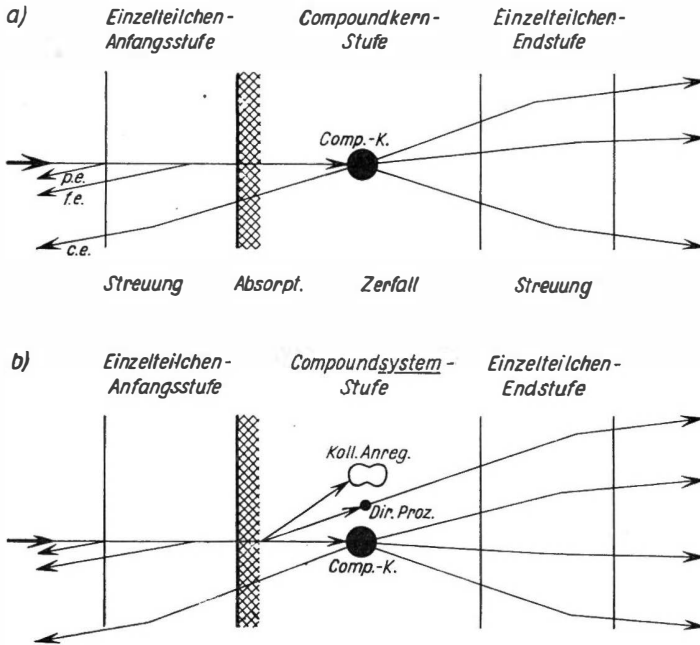 a)
Einzelteilchen-
Anfangsstufe
Compoundkern-
Stufe
Einzelteilchen-
Endstufe
Comp.-K.
p.e.
f.e.
c.e.
Streuung
Absorpt.
Zerfall
Streuung
b)
Einzelteilchen-
Anfangsstufe
Compoundsystem-
Stufe
Einzelteilchen-
Endstufe
Koll. Anreg.
Dir. Proz.
Comp.-K.